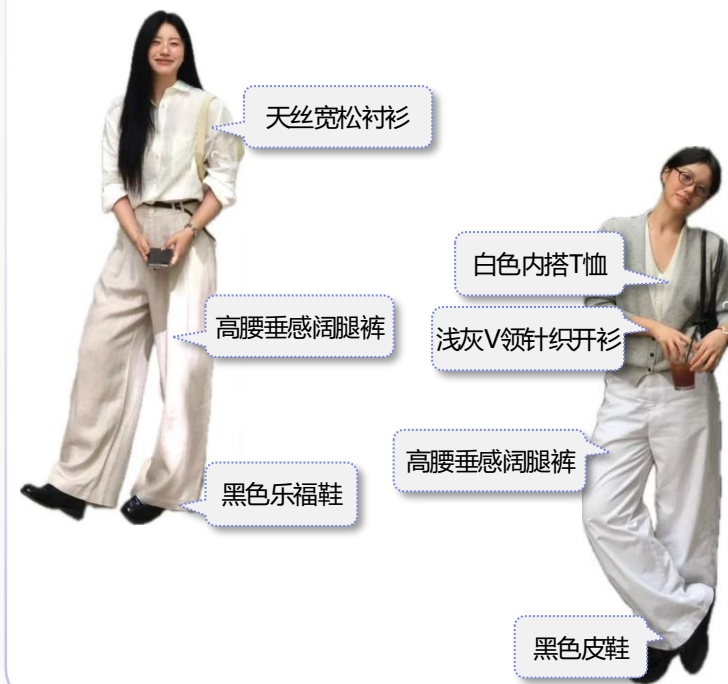 天丝宽松衬衫
高腰垂感阔腿裤
黑色乐福鞋
白色内搭T恤
浅灰V领针织开衫
高腰垂感阔腿裤
黑色皮鞋